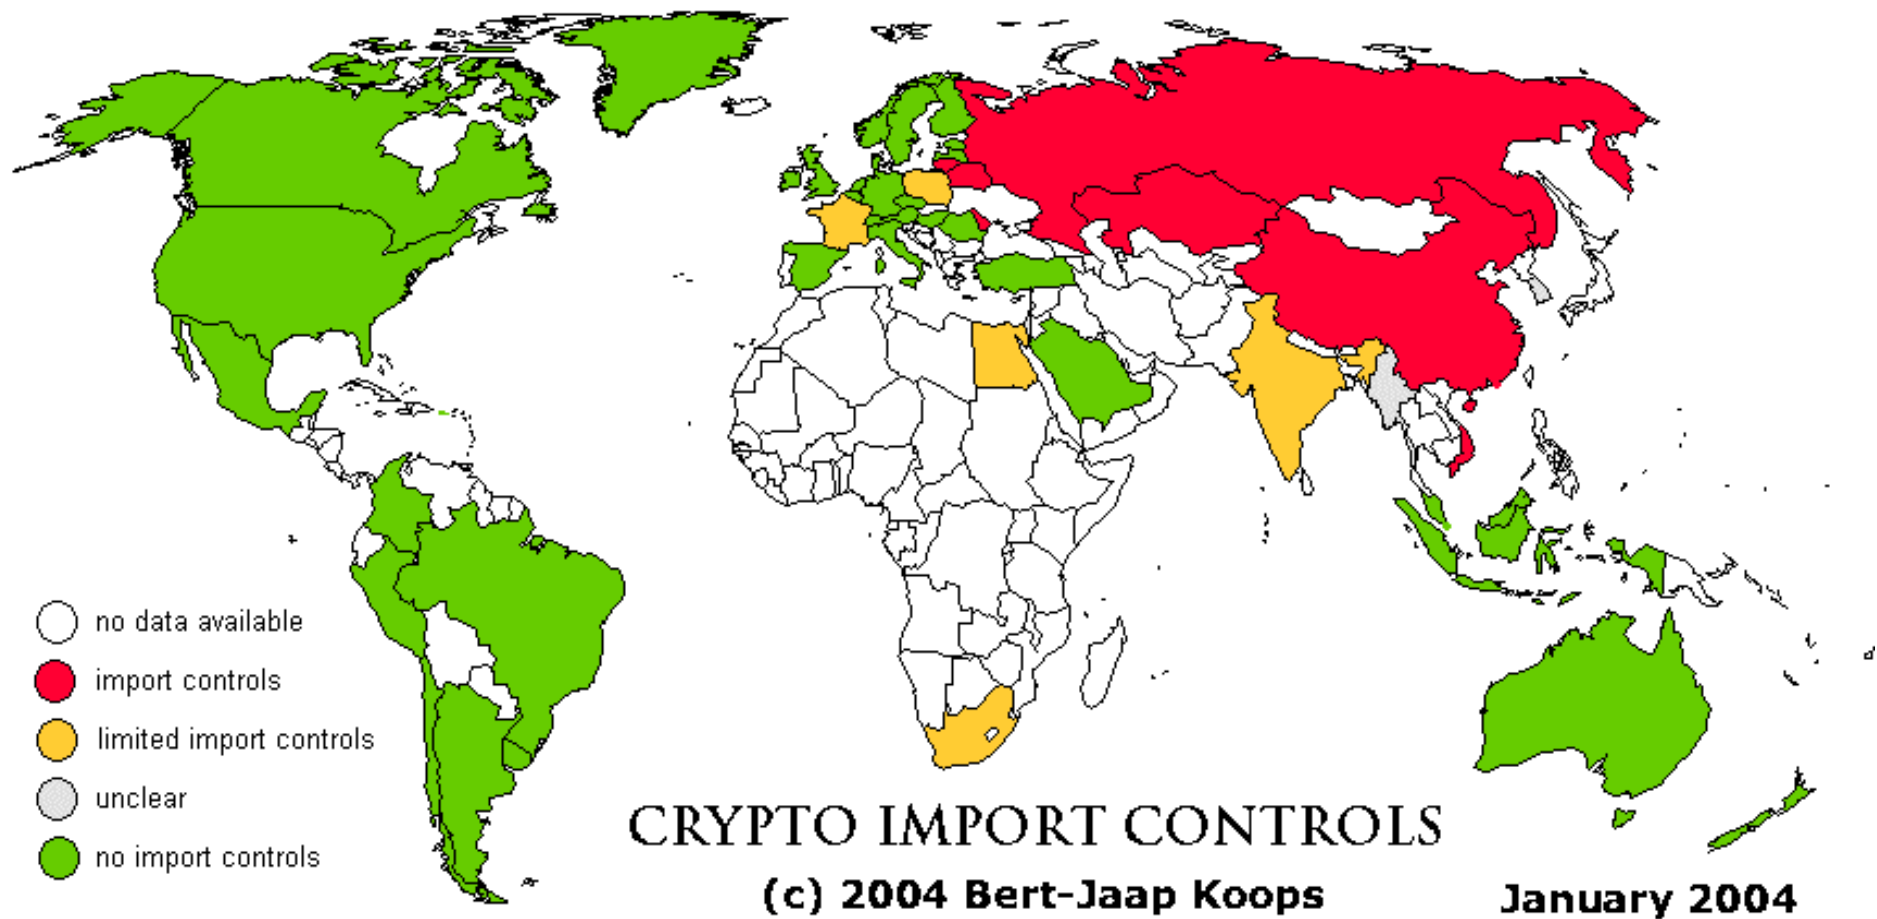 no data available
import controls
limited import controls
unclear
no import controls
CRYPTO IMPORT CONTROLS
(c) 2004 Bert-Jaap Koops
January 2004